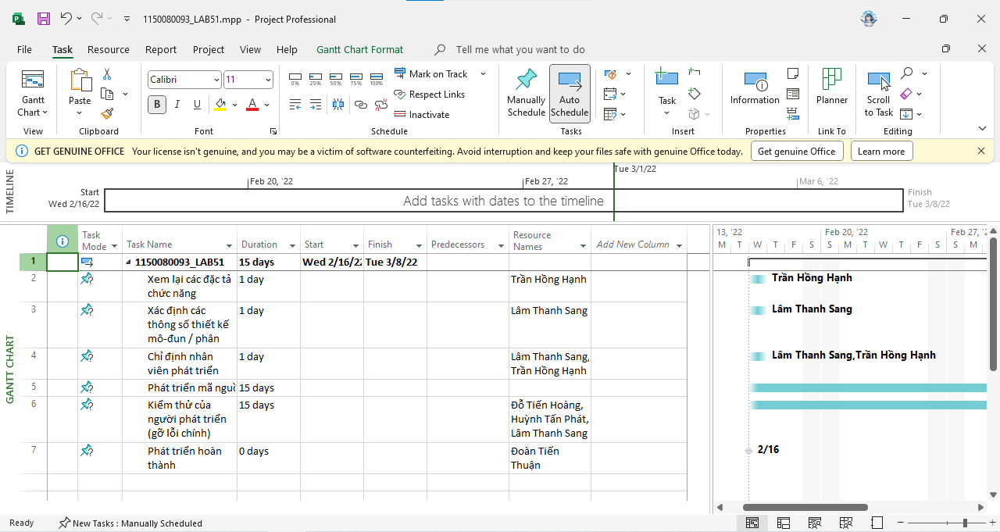 1150080093_LAB51.mpp - Project Professional
File Task Resource Report Project View Help Gantt Chart Format Tell me what you want to do
Gantt Chart
View
Paste
Clipboard
Calibri 11
B I U A
Font
0% 25% 50% 75% 100%
Mark on Track
Respect Links
Inactivate
Schedule
Manually Schedule
Auto Schedule
Tasks
Task
Insert
Information
Properties
Planner
Link To
Scroll to Task
Editing
GET GENUINE OFFICE Your license isn't genuine, and you may be a victim of software counterfeiting. Avoid interruption and keep your files safe with genuine Office today. Get genuine Office Learn more
TIMELINE
Tue 3/1/22
Feb 20, '22 Feb 27, '22 Mar 6, '22
Start
Wed 2/16/22
Add tasks with dates to the timeline
Finish
Tue 3/8/22
GANTT CHART
Task Mode Task Name Duration Start Finish Predecessors Resource Names Add New Column
13, '22 Feb 20, '22 Feb 27, '
M T W T F S S M T W T F S S M
1 1150080093_LAB51 15 days Wed 2/16/22 Tue 3/8/22
2 Xem lại các đặc tả chức năng 1 day Trần Hồng Hạnh
Trần Hồng Hạnh
3 Xác định các thông số thiết kế mô-đun / phân 1 day Lâm Thanh Sang
Lâm Thanh Sang
4 Chỉ định nhân viên phát triển 1 day Lâm Thanh Sang, Trần Hồng Hạnh
Lâm Thanh Sang,Trần Hồng Hạnh
5 Phát triển mã nguồ 15 days
6 Kiểm thử của người phát triển (gỡ lỗi chính) 15 days Đỗ Tiến Hoàng, Huỳnh Tấn Phát, Lâm Thanh Sang
7 Phát triển hoàn thành 0 days Đoàn Tiến Thuận
2/16
Ready New Tasks : Manually Scheduled